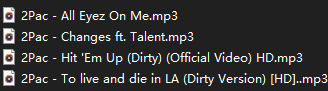 2Pac - All Eyez On Me.mp3
2Pac - Changes ft. Talent.mp3
2Pac - Hit 'Em Up (Dirty) (Official Video) HD.mp3
2Pac - To live and die in LA (Dirty Version) [HD]..mp3